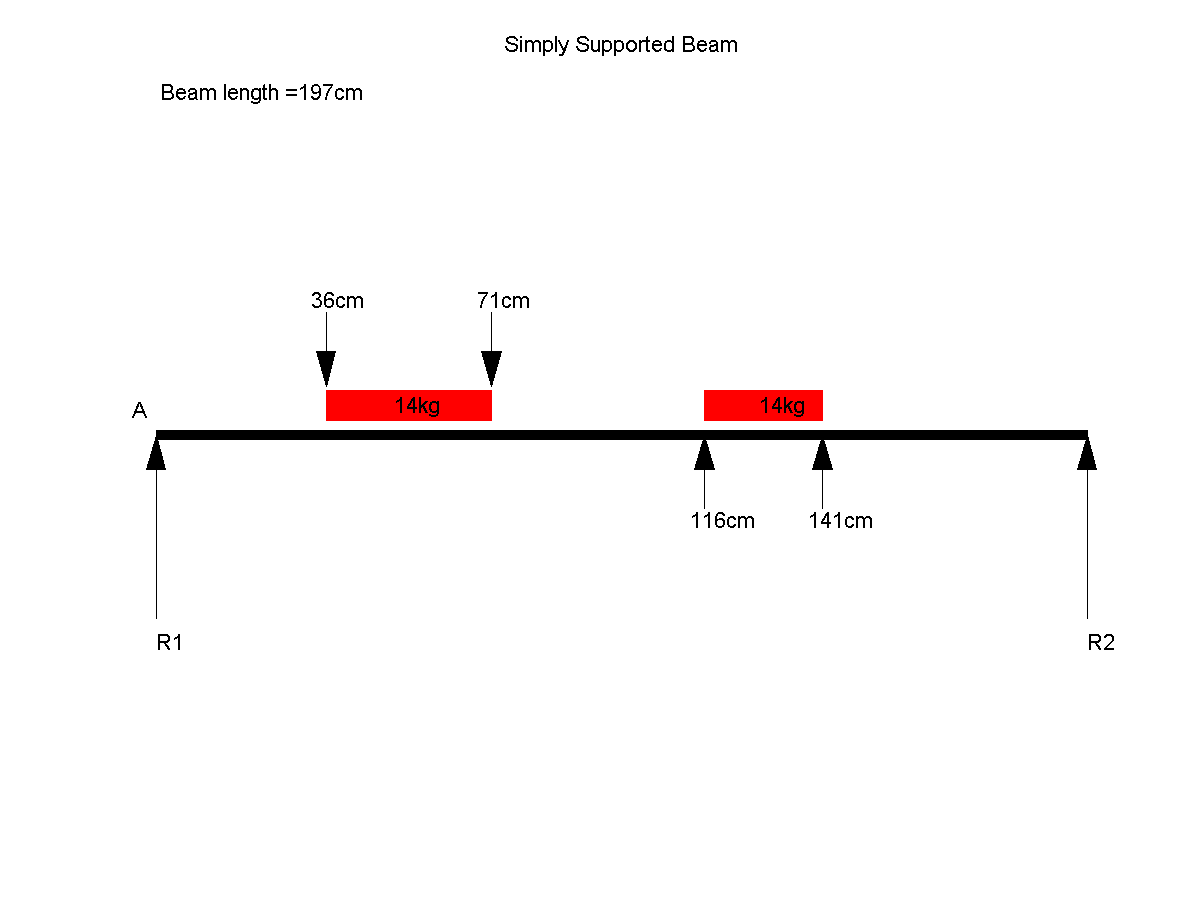 Simply Supported Beam
Beam length =197cm
36cm
71cm
A
14kg
14kg
116cm
141cm
R1
R2